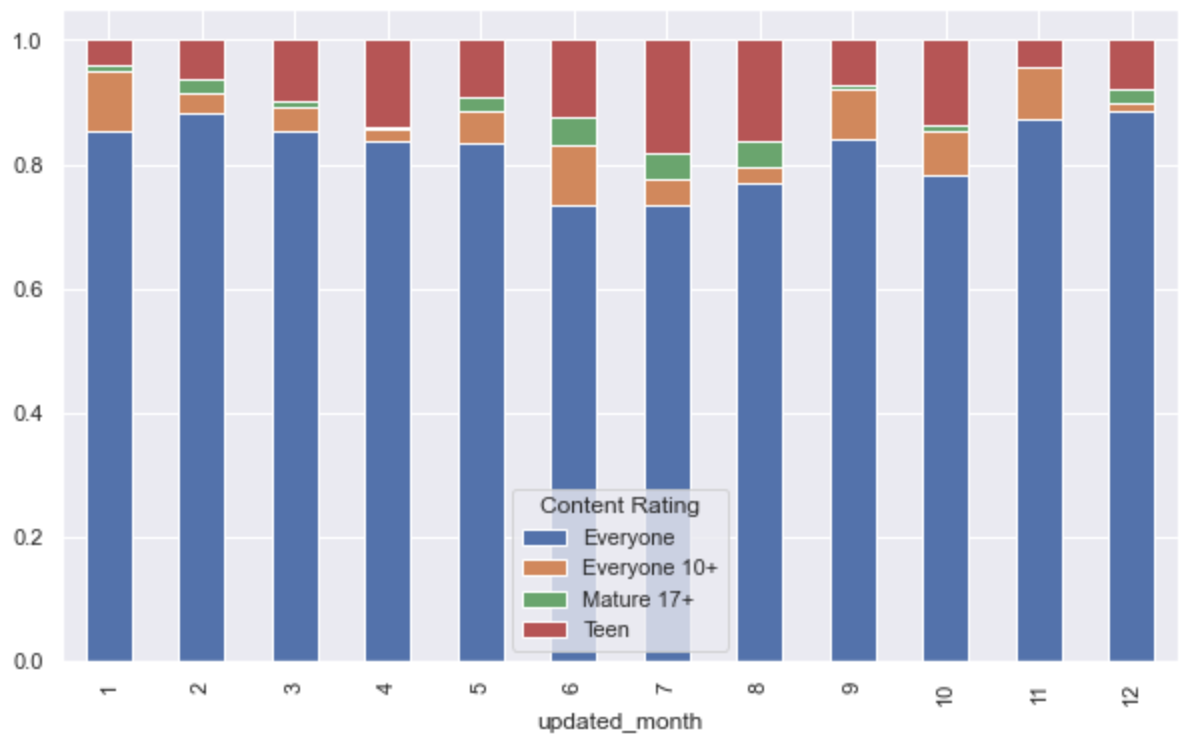 1.0
0.8
0.6
0.4
0.2
0.0
Content Rating
Everyone
Everyone 10+
Mature 17+
Teen
1 2 3 4 5 6 7 8 9 10 11 12
updated_month